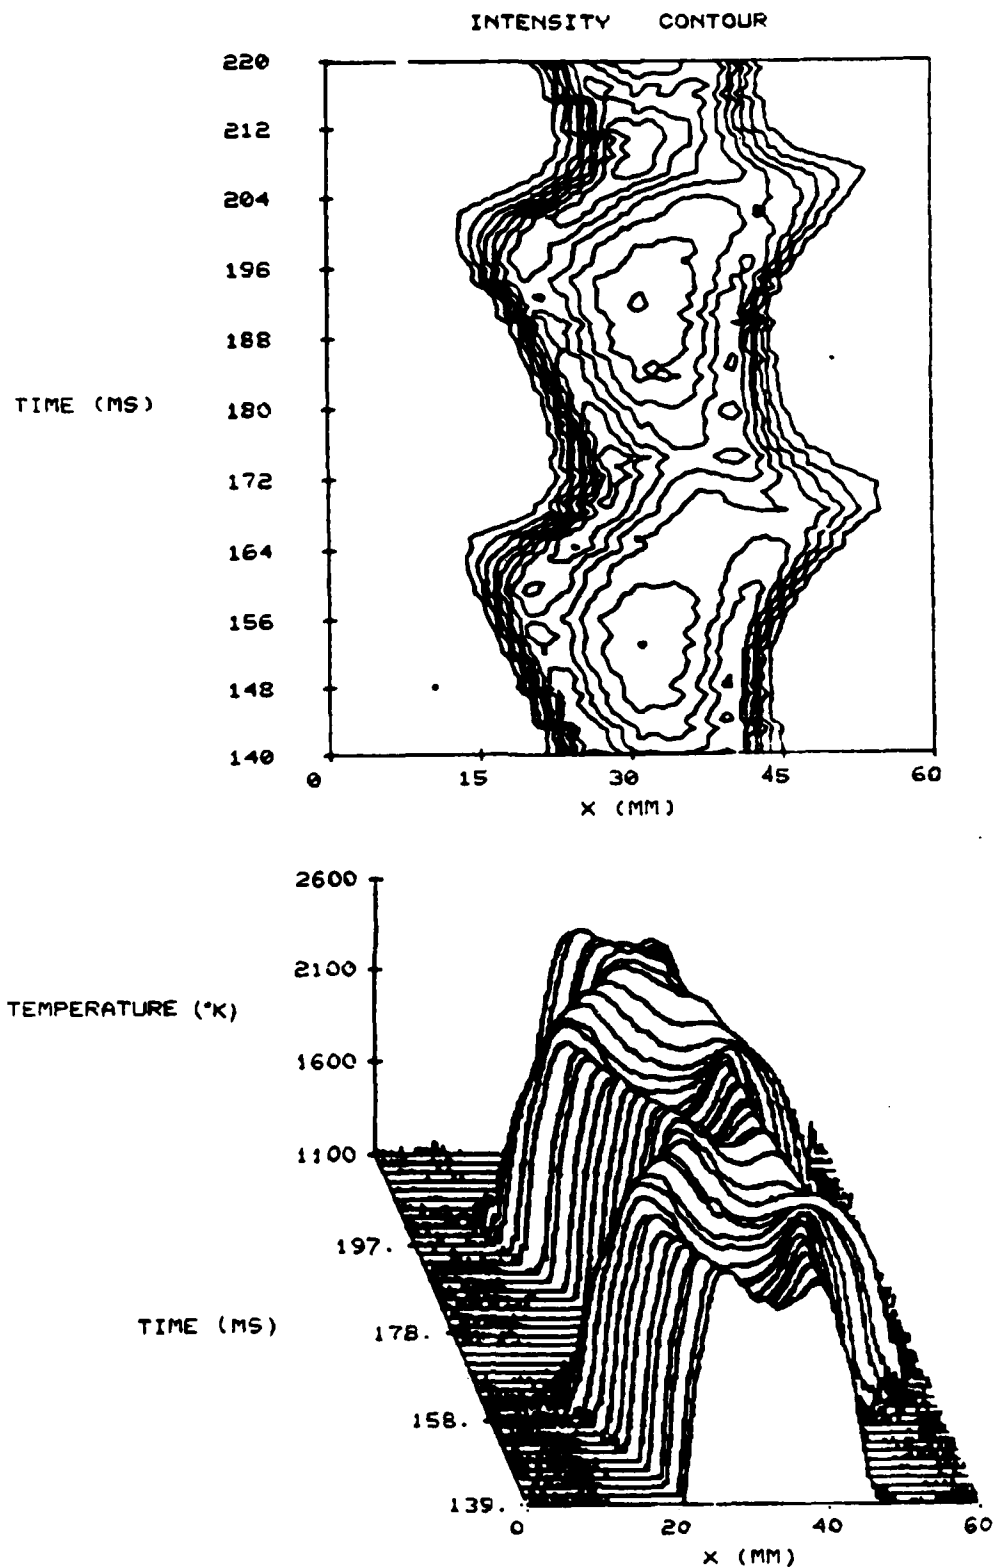 INTENSITY CONTOUR
220
212
204
196
188
TIME (MS)
180
172
164
156
148
140
0 15 30 45 60
X (MM)
2600
2100
TEMPERATURE (°K)
1600
1100
197.
TIME (MS)
178.
158.
139.
0 20 40 60
X (MM)